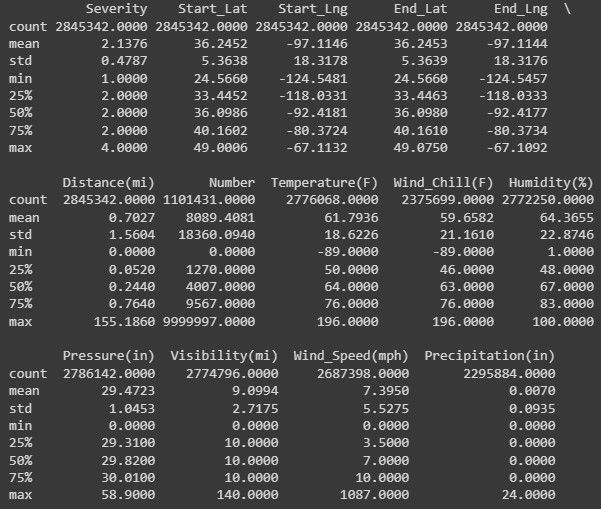 Severity Start_Lat Start_Lng End_Lat End_Lng \
count 2845342.0000 2845342.0000 2845342.0000 2845342.0000 2845342.0000
mean 2.1376 36.2452 -97.1146 36.2453 -97.1144
std 0.4787 5.3638 18.3178 5.3639 18.3176
min 1.0000 24.5660 -124.5481 24.5660 -124.5457
25% 2.0000 33.4452 -118.0331 33.4463 -118.0333
50% 2.0000 36.0986 -92.4181 36.0980 -92.4177
75% 2.0000 40.1602 -80.3724 40.1610 -80.3734
max 4.0000 49.0006 -67.1132 49.0750 -67.1092
Distance(mi) Number Temperature(F) Wind_Chill(F) Humidity(%)
count 2845342.0000 1101431.0000 2776068.0000 2375699.0000 2772250.0000
mean 0.7027 8089.4081 61.7936 59.6582 64.3655
std 1.5604 18360.0940 18.6226 21.1610 22.8746
min 0.0000 0.0000 -89.0000 -89.0000 1.0000
25% 0.0520 1270.0000 50.0000 46.0000 48.0000
50% 0.2440 4007.0000 64.0000 63.0000 67.0000
75% 0.7640 9567.0000 76.0000 76.0000 83.0000
max 155.1860 9999997.0000 196.0000 196.0000 100.0000
Pressure(in) Visibility(mi) Wind_Speed(mph) Precipitation(in)
count 2786142.0000 2774796.0000 2687398.0000 2295884.0000
mean 29.4723 9.0994 7.3950 0.0070
std 1.0453 2.7175 5.5275 0.0935
min 0.0000 0.0000 0.0000 0.0000
25% 29.3100 10.0000 3.5000 0.0000
50% 29.8200 10.0000 7.0000 0.0000
75% 30.0100 10.0000 10.0000 0.0000
max 58.9000 140.0000 1087.0000 24.0000